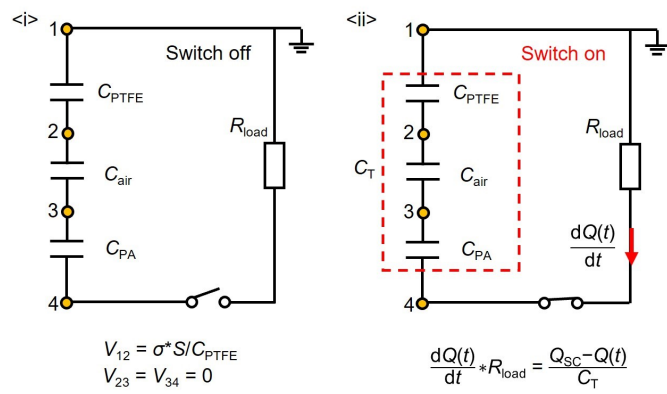 <i>
1
Switch off
C_PTFE
2
R_load
C_air
3
C_PA
4
V_12 = σ*S/C_PTFE
V_23 = V_34 = 0
<ii>
1
Switch on
C_PTFE
2
R_load
C_T
C_air
3
dQ(t)/dt
C_PA
4
dQ(t)/dt *R_load = Q_SC−Q(t)/C_T